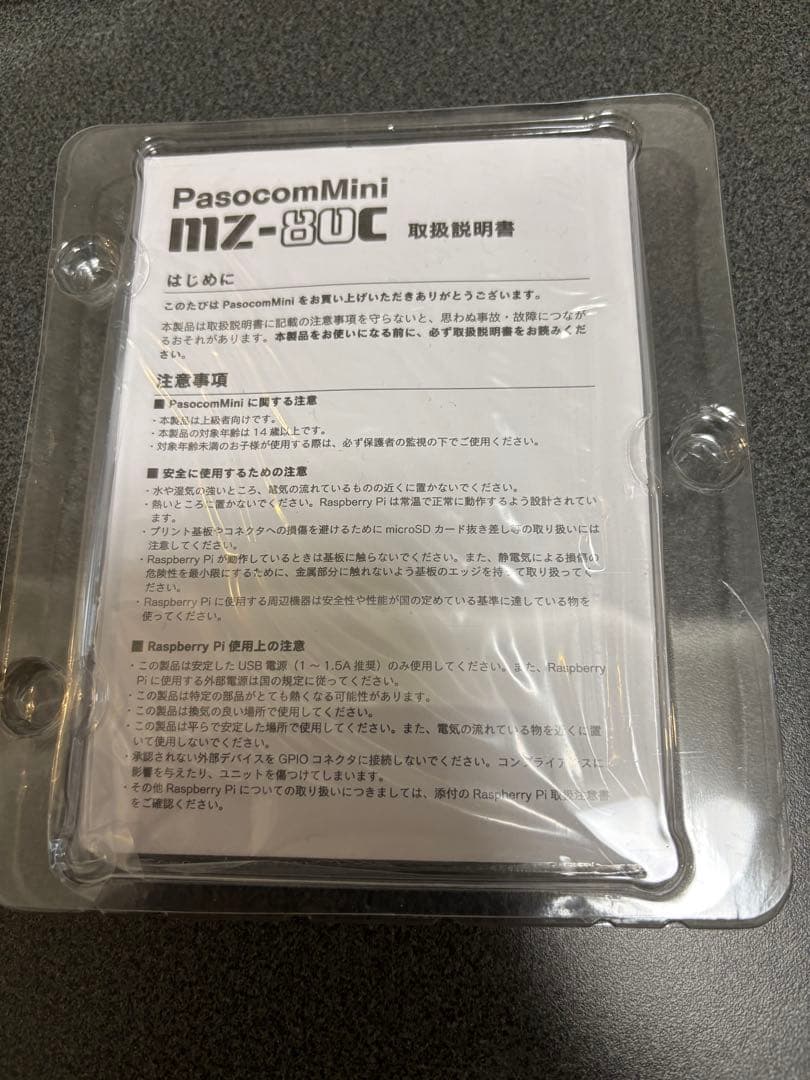 PasocomMini
MZ-80C 取扱説明書
はじめに
このたびは PasocomMini をお買い上げいただきありがとうございます。
本製品は取扱説明書に記載の注意事項を守らないと、思わぬ事故・故障につなが
るおそれがあります。本製品をお使いになる前に、必ず取扱説明書をお読みくだ
さい。
注意事項
■ PasocomMini に関する注意
・本製品は上級者向けです。
・本製品の対象年齢は 14 歳以上です。
・対象年齢未満のお子様が使用する際は、必ず保護者の監視の下でご使用ください。
■ 安全に使用するための注意
・水や湿気の強いところ、電気の流れているものの近くに置かないでください。
・熱いところに置かないでください。Raspberry Pi は常温で正常に動作するよう設計されてい
ます。
・プリント基板やコネクタへの損傷を避けるために microSD カード抜き差し等の取り扱いには
注意してください。
・Raspberry Pi が動作しているときは基板に触らないでください。また、静電気による損傷の
危険性を最小限にするために、金属部分に触れないよう基板のエッジを持って取り扱ってく
ださい。
・Raspberry Pi に使用する周辺機器は安全性や性能が国の定めている基準に達している物を
使ってください。
■ Raspberry Pi 使用上の注意
・この製品は安定した USB 電源（1 〜 1.5A 推奨）のみ使用してください。また、Raspberry
Pi に使用する外部電源は国の規定に従ってください。
・この製品は特定の部品がとても熱くなる可能性があります。
・この製品は換気の良い場所で使用してください。
・この製品は平らで安定した場所で使用してください。また、電気の流れている物を近くに置
いて使用しないでください。
・承認されない外部デバイスを GPIO コネクタに接続しないでください。コンプライアンスに
影響を与えたり、ユニットを傷つけてしまいます。
・その他 Raspberry Pi についての取り扱いにつきましては、添付の Raspberry Pi 取扱注意書
をご確認ください。